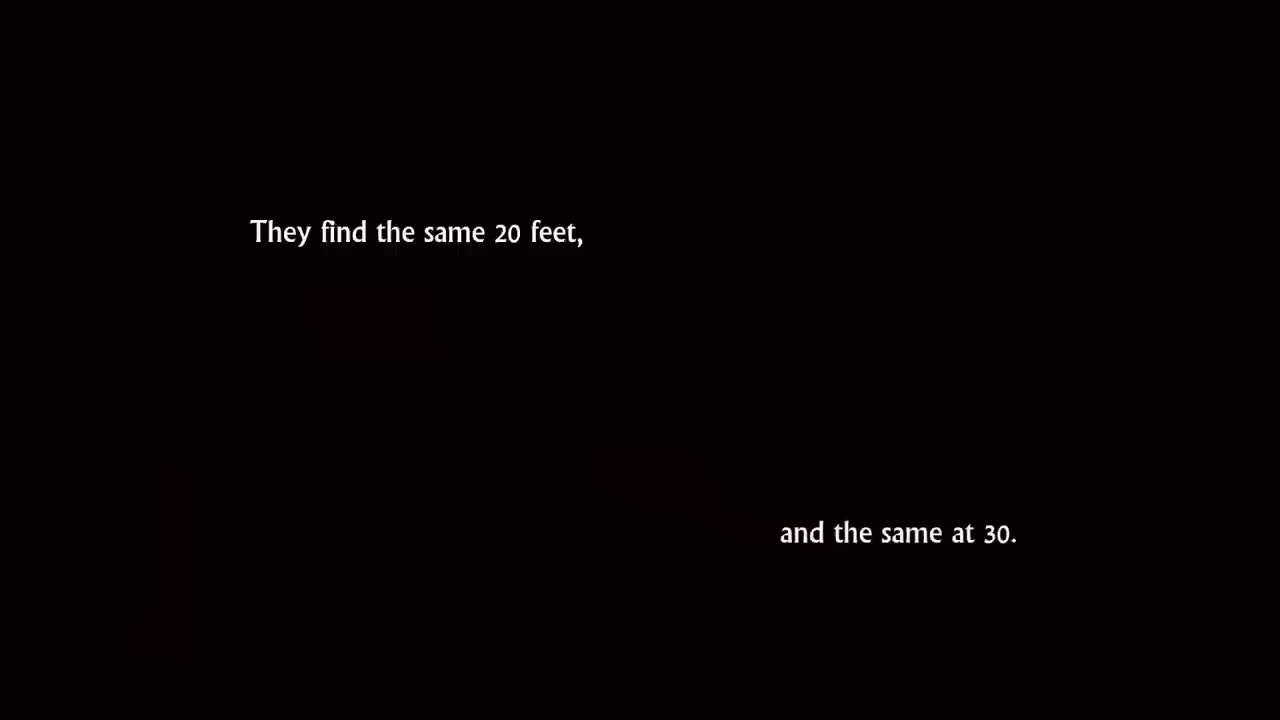 They find the same 20 feet,
and the same at 30.